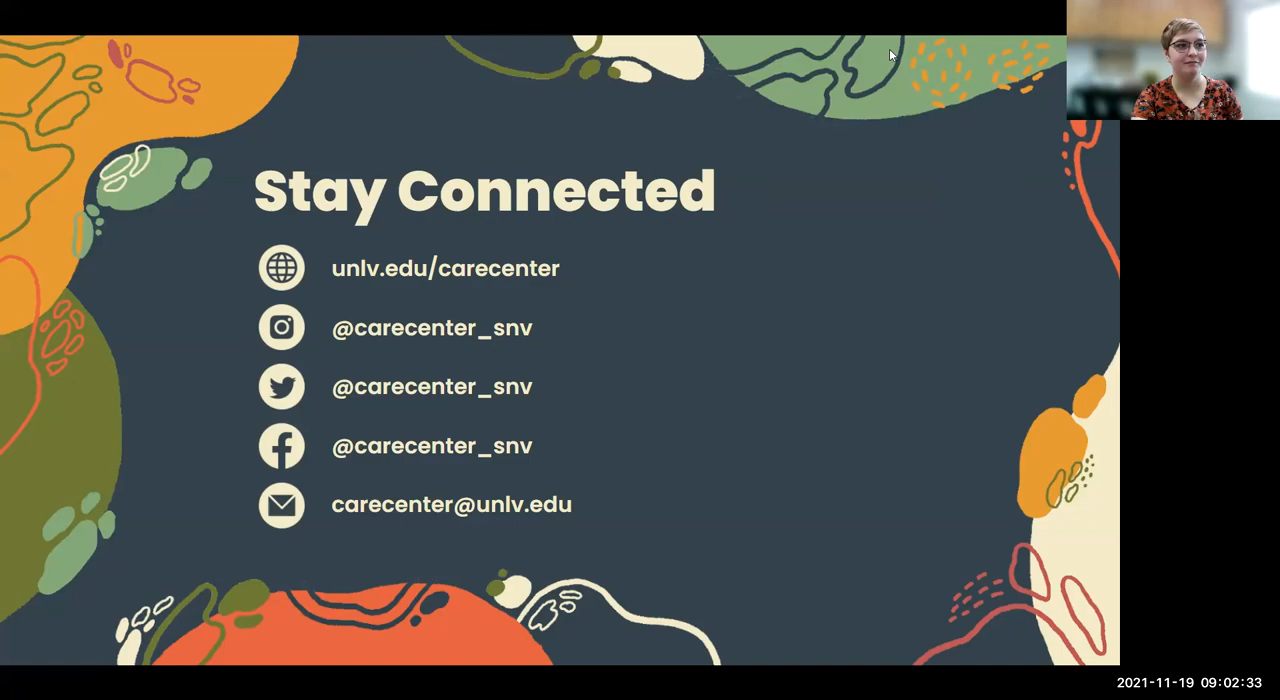 Stay Connected
unlv.edu/carecenter
@carecenter_snv
@carecenter_snv
@carecenter_snv
carecenter@unlv.edu
2021-11-19 09:02:33